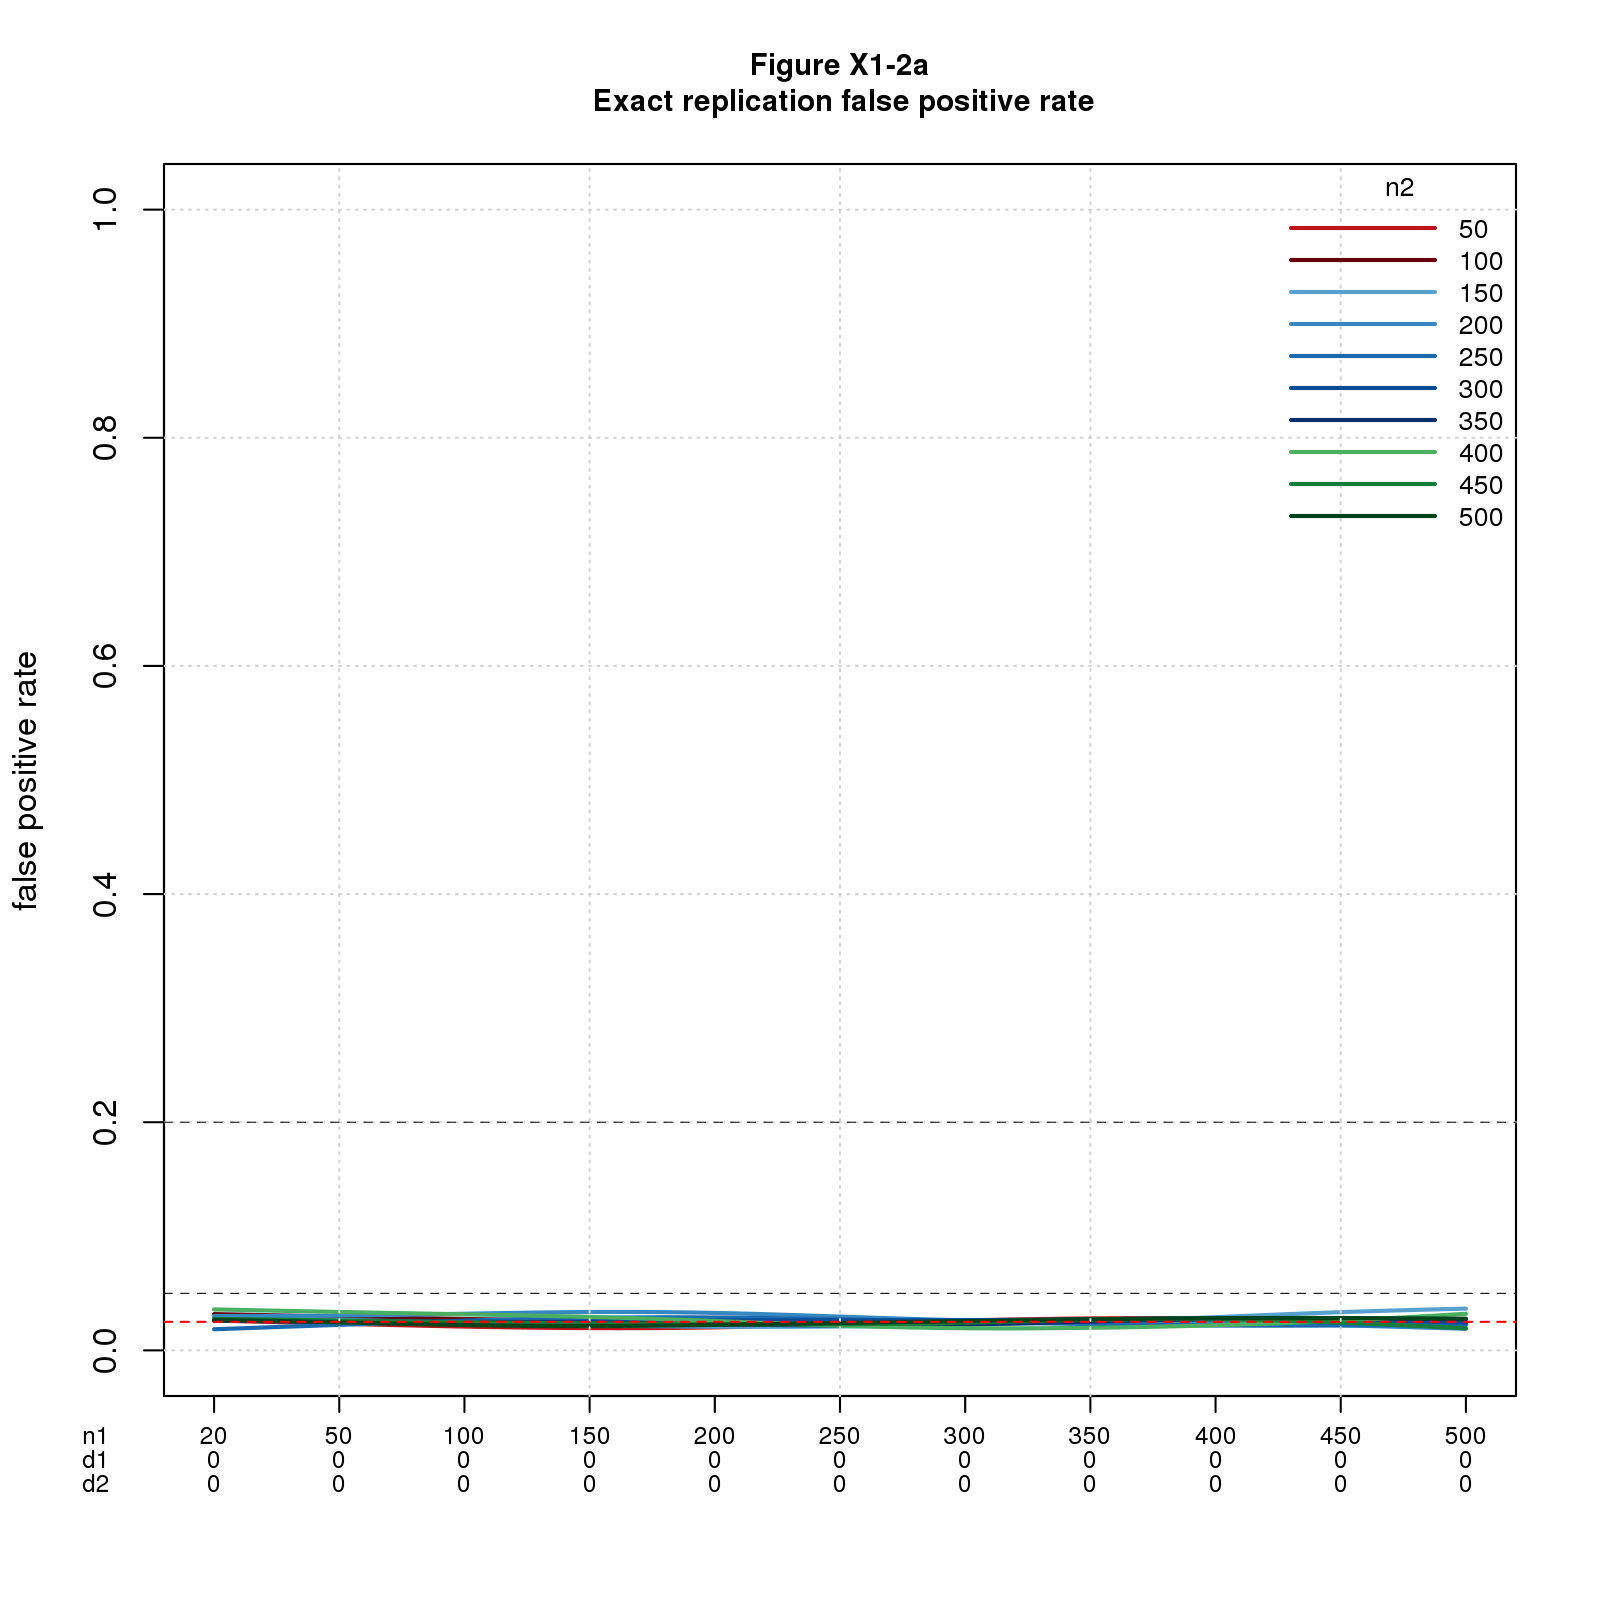 Figure X1-2a
Exact replication false positive rate
n2
50
100
150
200
250
300
350
400
450
500
false positive rate
1.0
0.8
0.6
0.4
0.2
0.0
n1 20 50 100 150 200 250 300 350 400 450 500
d1 0 0 0 0 0 0 0 0 0 0 0
d2 0 0 0 0 0 0 0 0 0 0 0